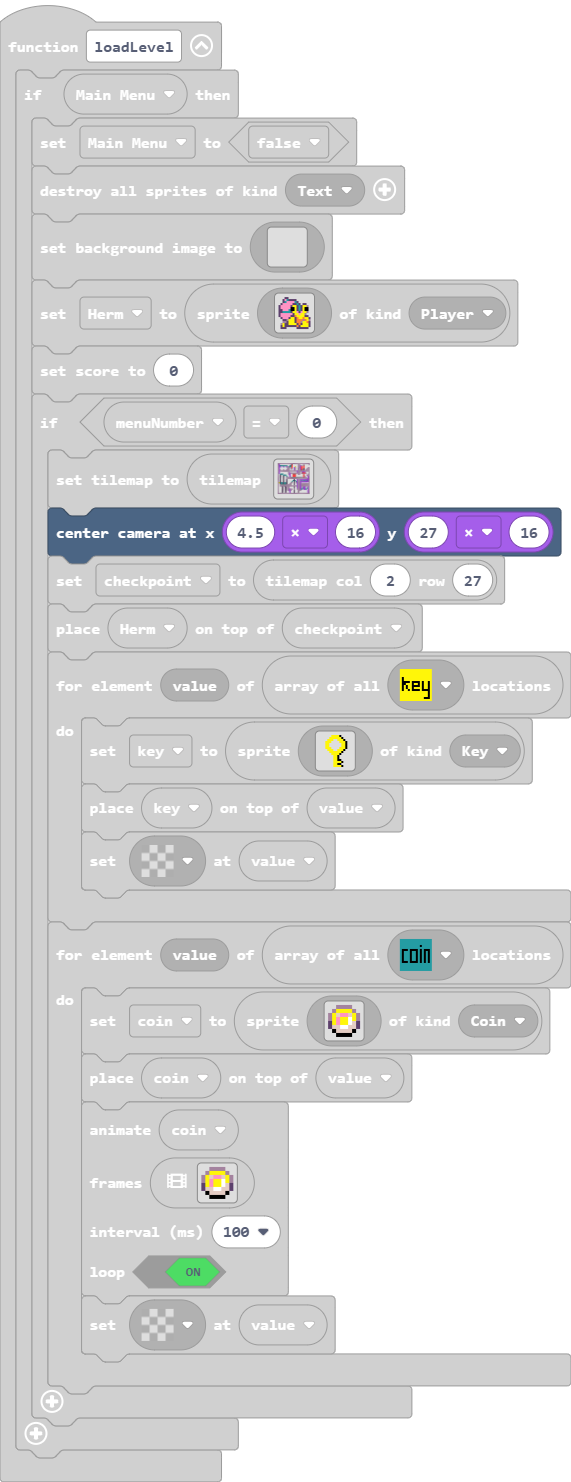 function loadLevel
if Main Menu then
set Main Menu to false
destroy all sprites of kind Text
set background image to
set Herm to sprite of kind Player
set score to 0
if menuNumber = 0 then
set tilemap to tilemap
center camera at x 4.5 × 16 y 27 × 16
set checkpoint to tilemap col 2 row 27
place Herm on top of checkpoint
for element value of array of all key locations
do
set key to sprite of kind Key
place key on top of value
set at value
for element value of array of all coin locations
do
set coin to sprite of kind Coin
place coin on top of value
animate coin
frames
interval (ms) 100
loop ON
set at value